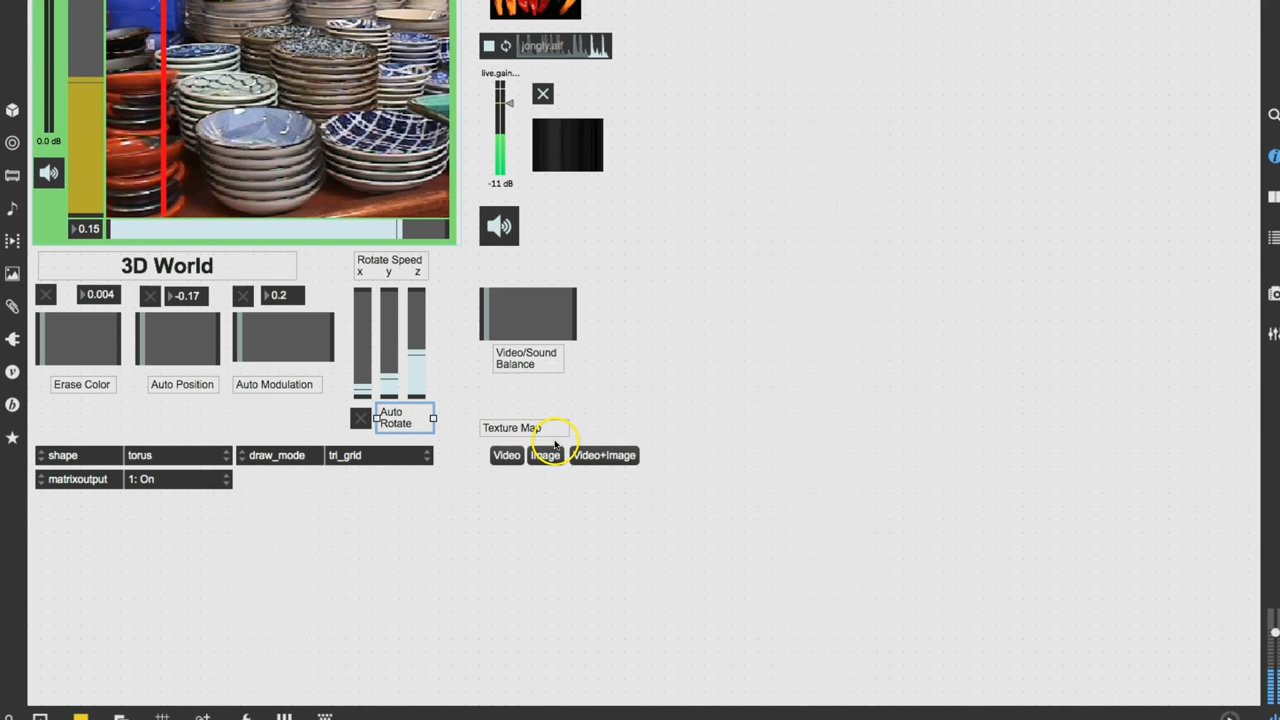 jongly.aif
live.gain...
0.0 dB
-11 dB
0.15
3D World
Rotate Speed
x y z
0.004
-0.17
0.2
Video/Sound
Balance
Erase Color
Auto Position
Auto Modulation
Auto
Rotate
Texture Map
shape
torus
draw_mode
tri_grid
Video
Image
Video+Image
matrixoutput
1: On